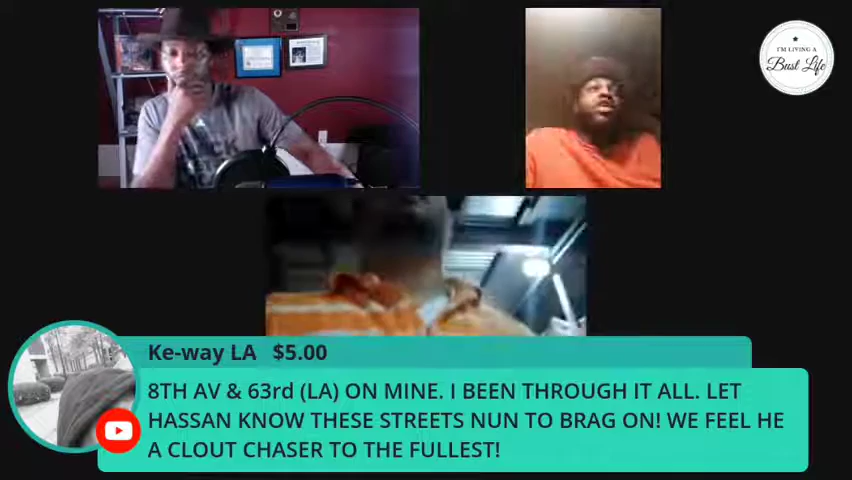 I'M LIVING A
Bust Life
Ke-way LA $5.00
8TH AV & 63rd (LA) ON MINE. I BEEN THROUGH IT ALL. LET
HASSAN KNOW THESE STREETS NUN TO BRAG ON! WE FEEL HE
A CLOUT CHASER TO THE FULLEST!